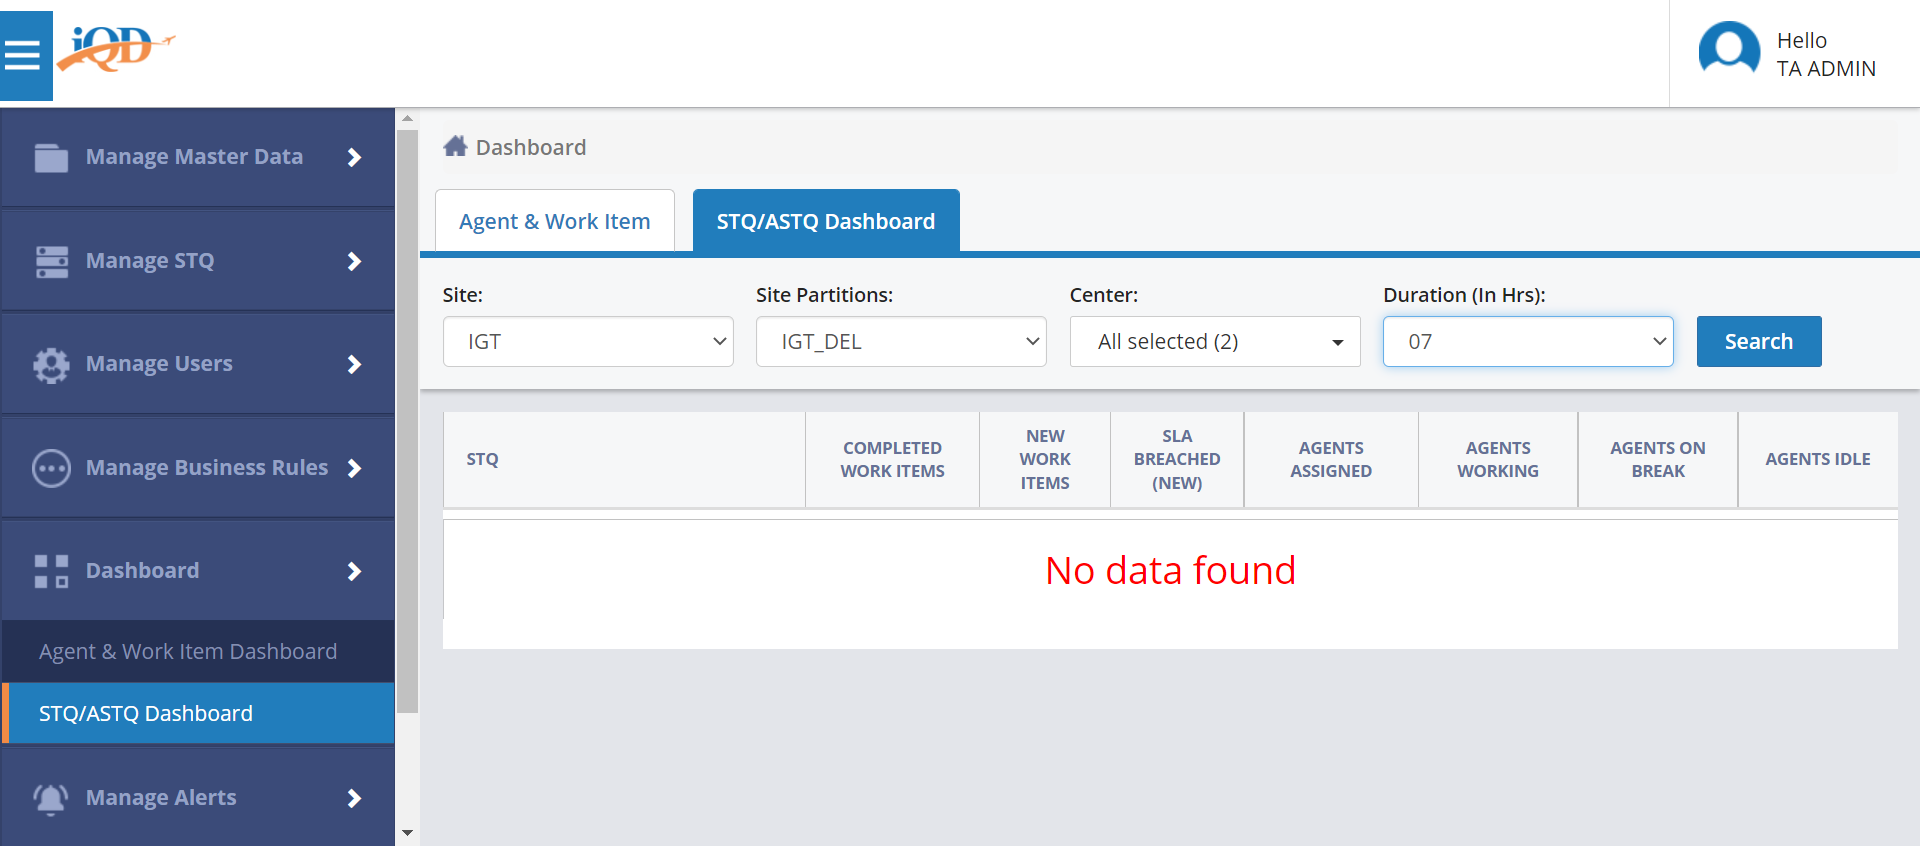 iQD
Hello
TA ADMIN
Manage Master Data
Manage STQ
Manage Users
Manage Business Rules
Dashboard
Agent & Work Item Dashboard
STQ/ASTQ Dashboard
Manage Alerts
Dashboard
Agent & Work Item
STQ/ASTQ Dashboard
Site:
Site Partitions:
Center:
Duration (In Hrs):
IGT
IGT_DEL
All selected (2)
07
Search
STQ
COMPLETED
WORK ITEMS
NEW
WORK
ITEMS
SLA
BREACHED
(NEW)
AGENTS
ASSIGNED
AGENTS
WORKING
AGENTS ON
BREAK
AGENTS IDLE
No data found